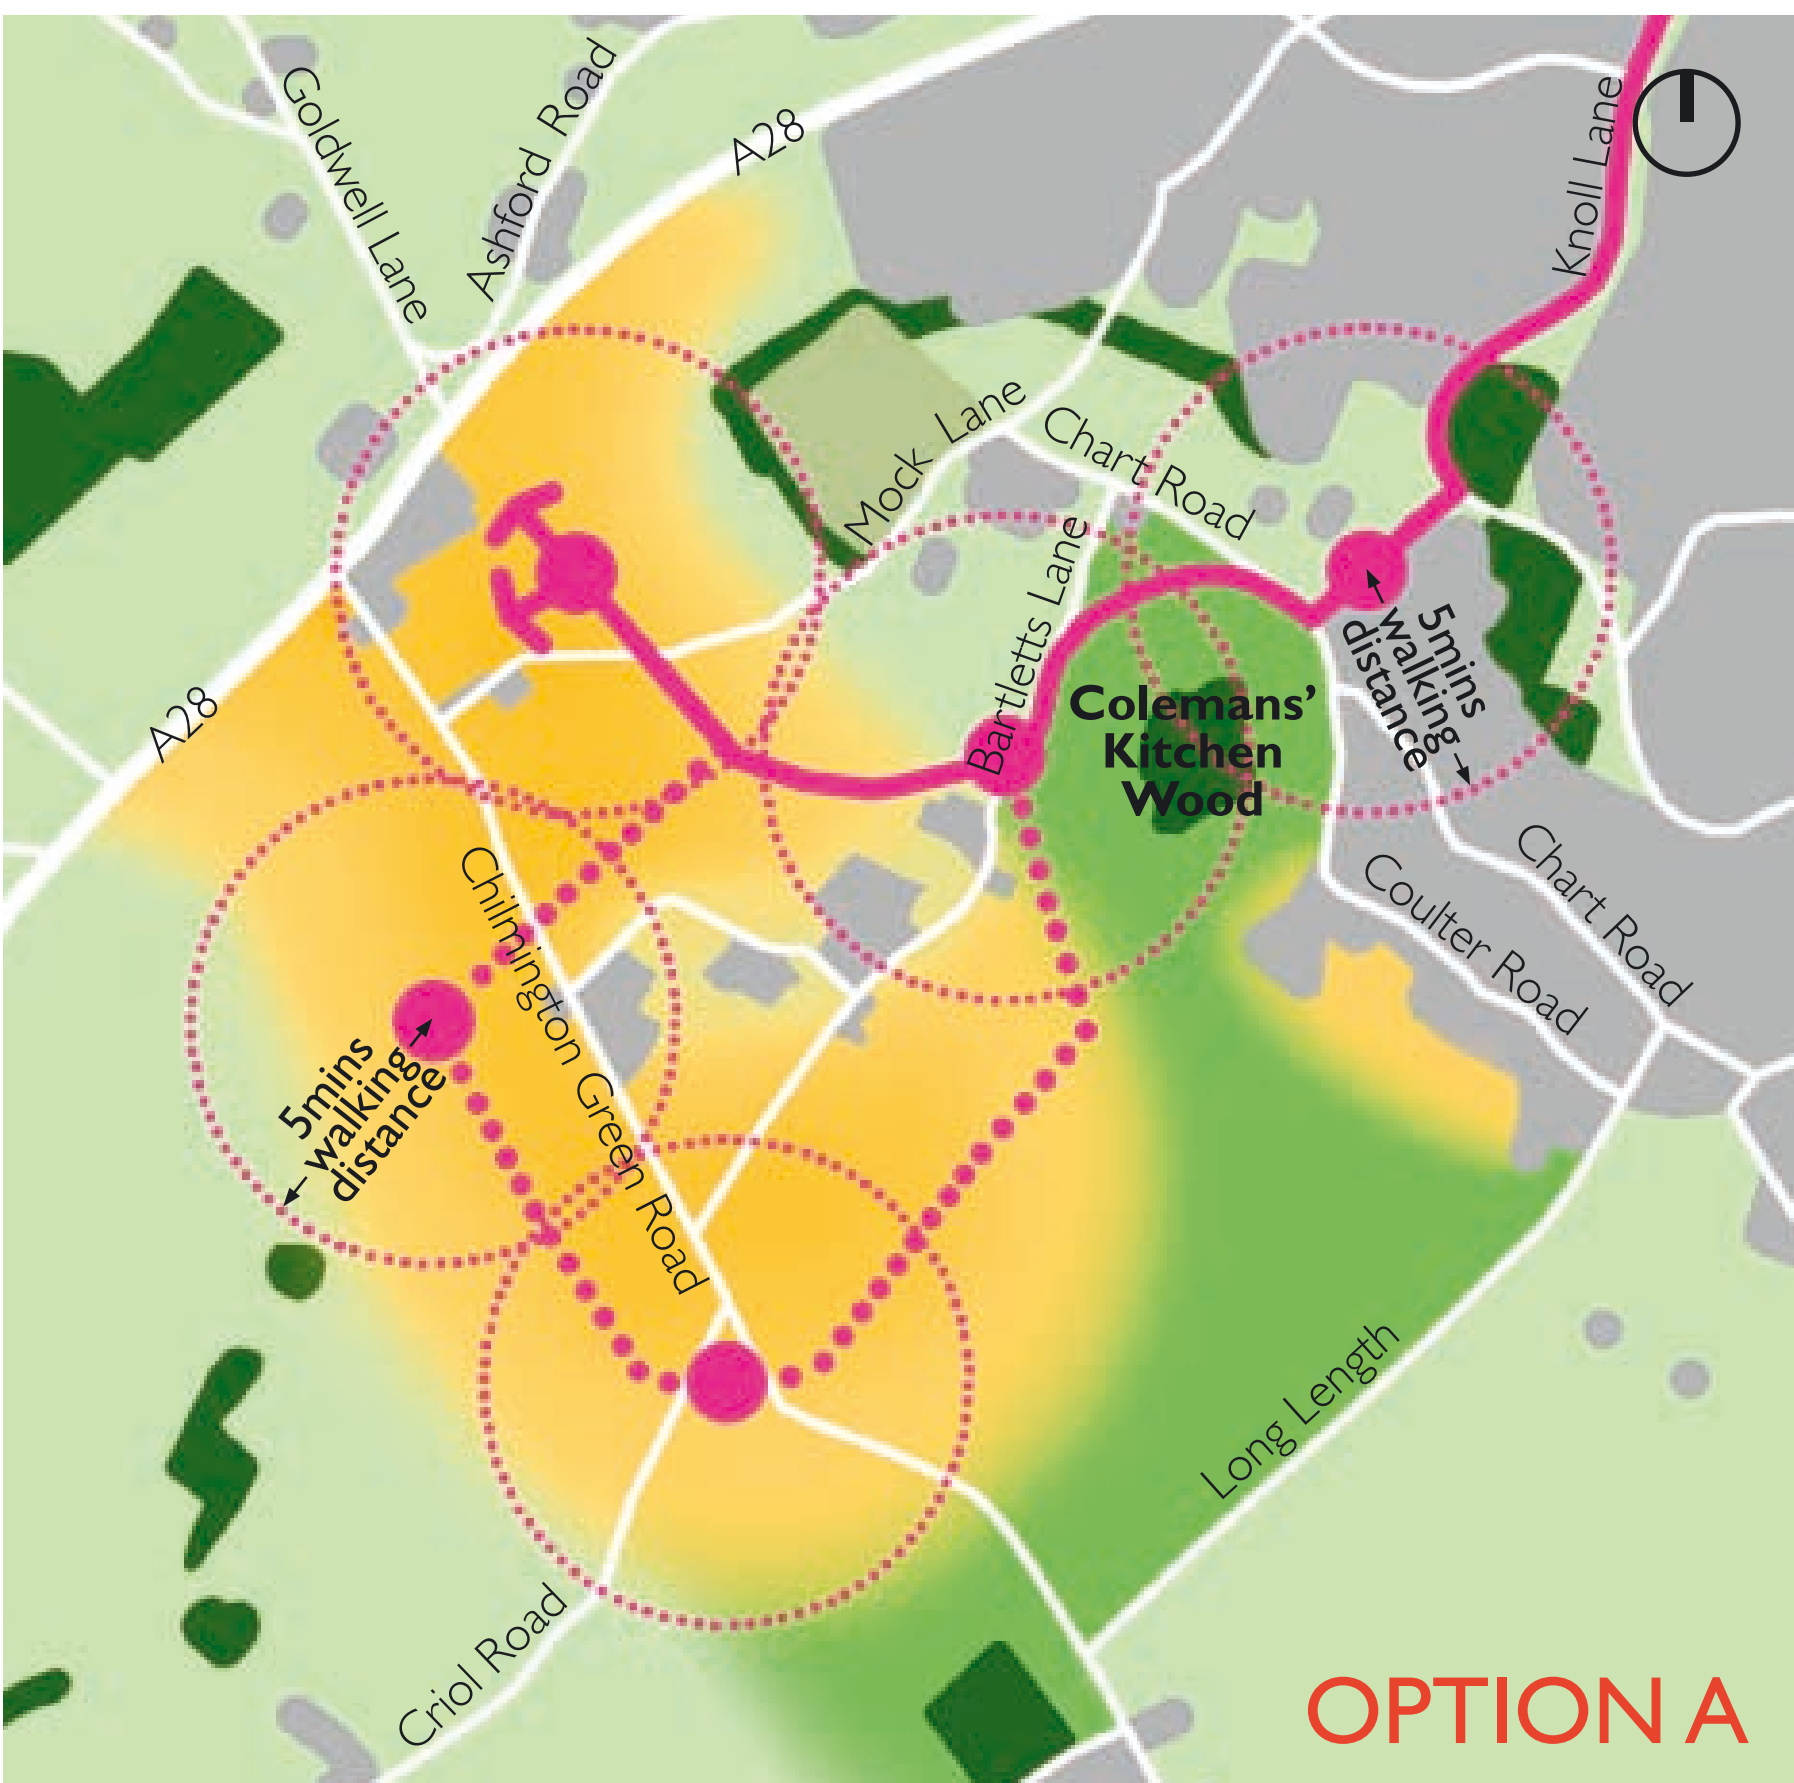 Goldwell Lane
Ashford Road
A28
Knoll Lane
Mock Lane
Chart Road
Bartletts Lane
5mins
walking
distance
A28
Colemans’
Kitchen
Wood
Chilmington Green Road
Coulter Road
Chart Road
5mins
walking
distance
Long Length
Criol Road
OPTION A